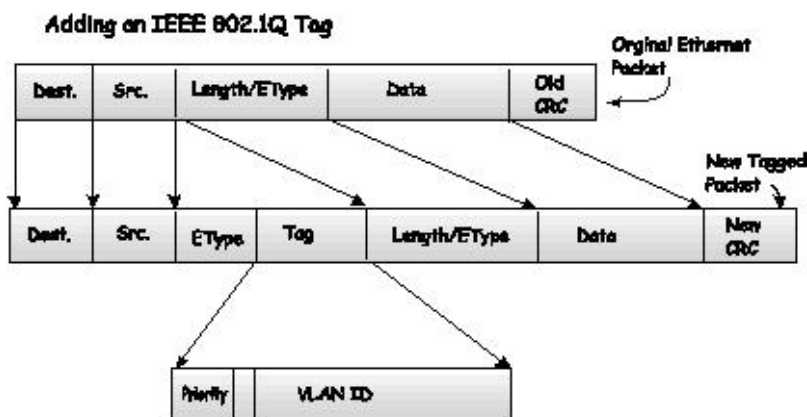 Adding an IEEE 802.1Q Tag
Orginal Ethernet
Packet
Dest. Src. Length/EType Data Old
CRC
New Tagged
Packet
Dest. Src. EType Tag Length/EType Data New
CRC
Priority VLAN ID